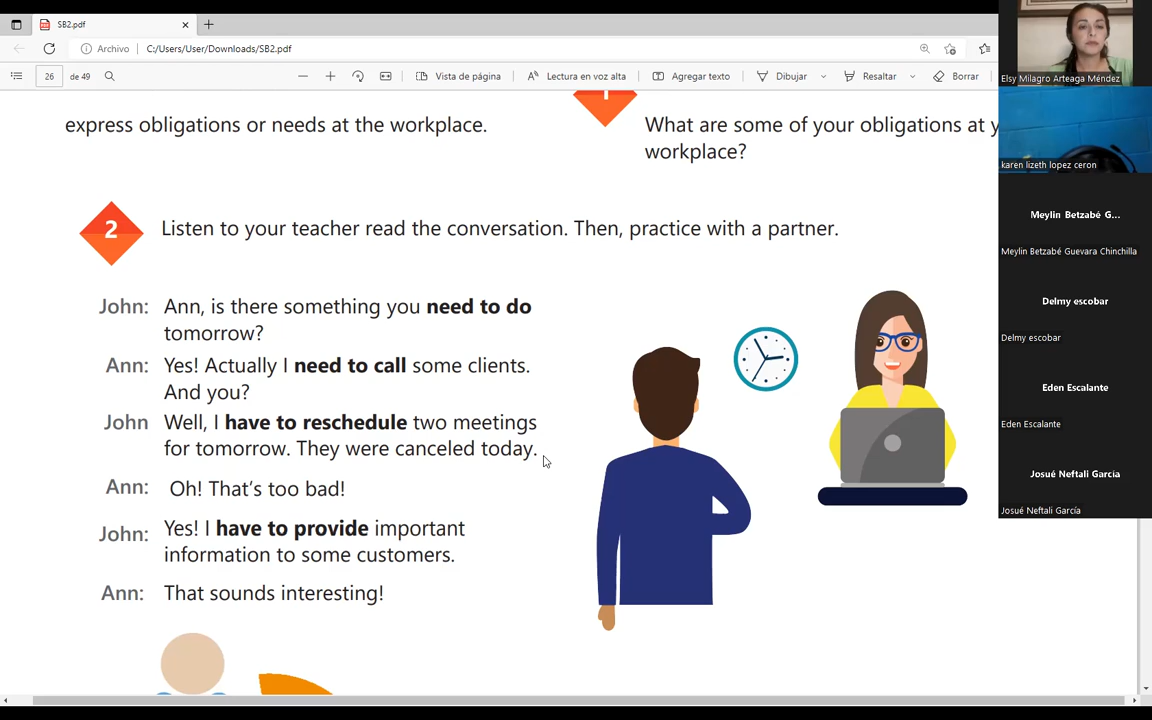 SB2.pdf
Archivo
C:/Users/User/Downloads/SB2.pdf
26
de 49
Vista de página
Lectura en voz alta
Agregar texto
Dibujar
Resaltar
Borrar
express obligations or needs at the workplace.
1
What are some of your obligations at y
workplace?
2
Listen to your teacher read the conversation. Then, practice with a partner.
John: Ann, is there something you need to do
tomorrow?
Ann: Yes! Actually I need to call some clients.
And you?
John Well, I have to reschedule two meetings
for tomorrow. They were canceled today.
Ann: Oh! That's too bad!
John: Yes! I have to provide important
information to some customers.
Ann: That sounds interesting!
Elsy Milagro Arteaga Méndez
karen lizeth lopez ceron
Meylin Betzabé G...
Meylin Betzabé Guevara Chinchilla
Delmy escobar
Delmy escobar
Eden Escalante
Eden Escalante
Josué Neftali Garcia
Josué Neftali García